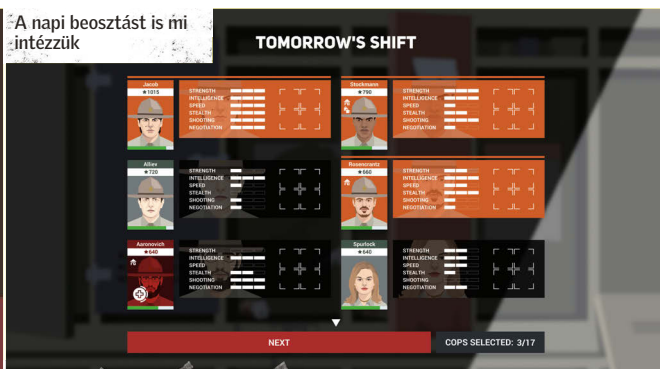 A napi beosztást is mi
intézzük
TOMORROW'S SHIFT
Jacob
★1015
STRENGTH
INTELLIGENCE
SPEED
STEALTH
SHOOTING
NEGOTIATION
Stockmann
★790
STRENGTH
INTELLIGENCE
SPEED
STEALTH
SHOOTING
NEGOTIATION
Alliev
★720
STRENGTH
INTELLIGENCE
SPEED
STEALTH
SHOOTING
NEGOTIATION
Rosencrantz
★660
STRENGTH
INTELLIGENCE
SPEED
STEALTH
SHOOTING
NEGOTIATION
Aaronovich
★640
STRENGTH
INTELLIGENCE
SPEED
STEALTH
SHOOTING
NEGOTIATION
Spurlock
★640
STRENGTH
INTELLIGENCE
SPEED
STEALTH
SHOOTING
NEGOTIATION
NEXT
COPS SELECTED: 3/17